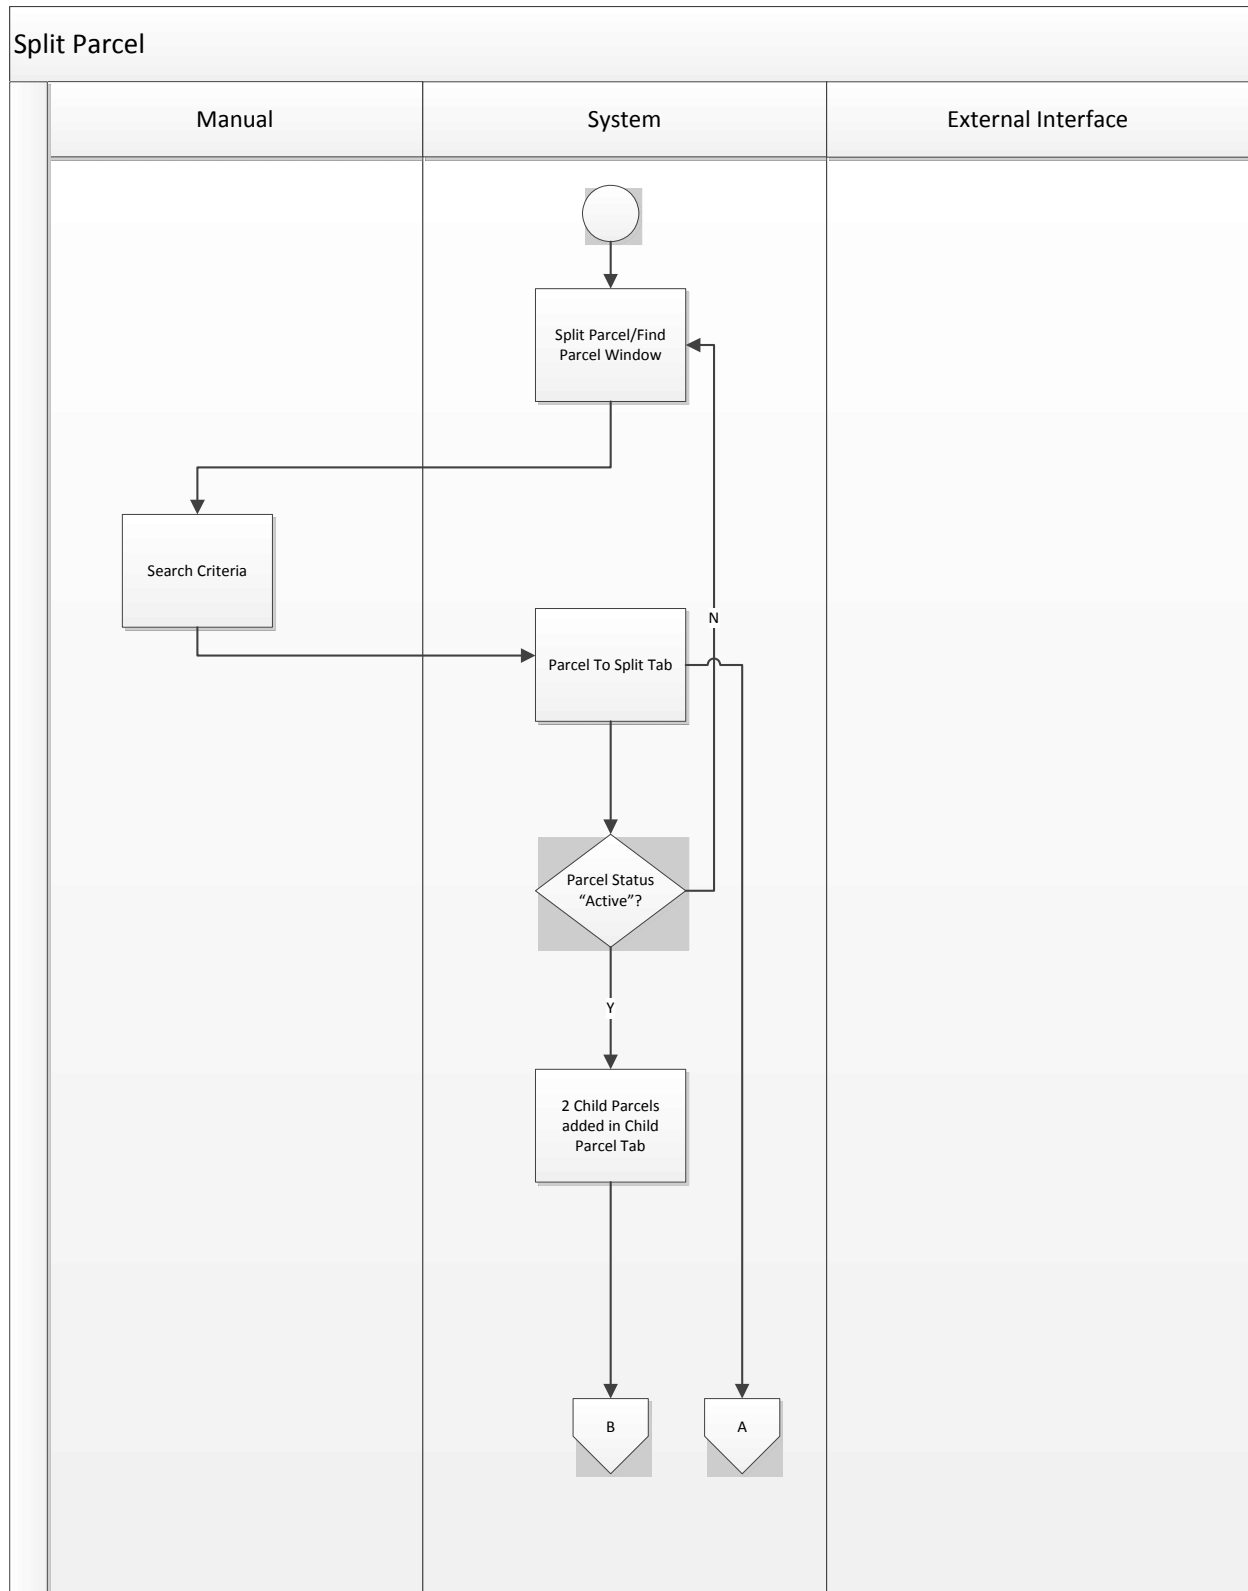 Split Parcel
Manual
System
External Interface
Split Parcel/Find
Parcel Window
Search Criteria
N
Parcel To Split Tab
Parcel Status
“Active”?
Y
2 Child Parcels
added in Child
Parcel Tab
B
A